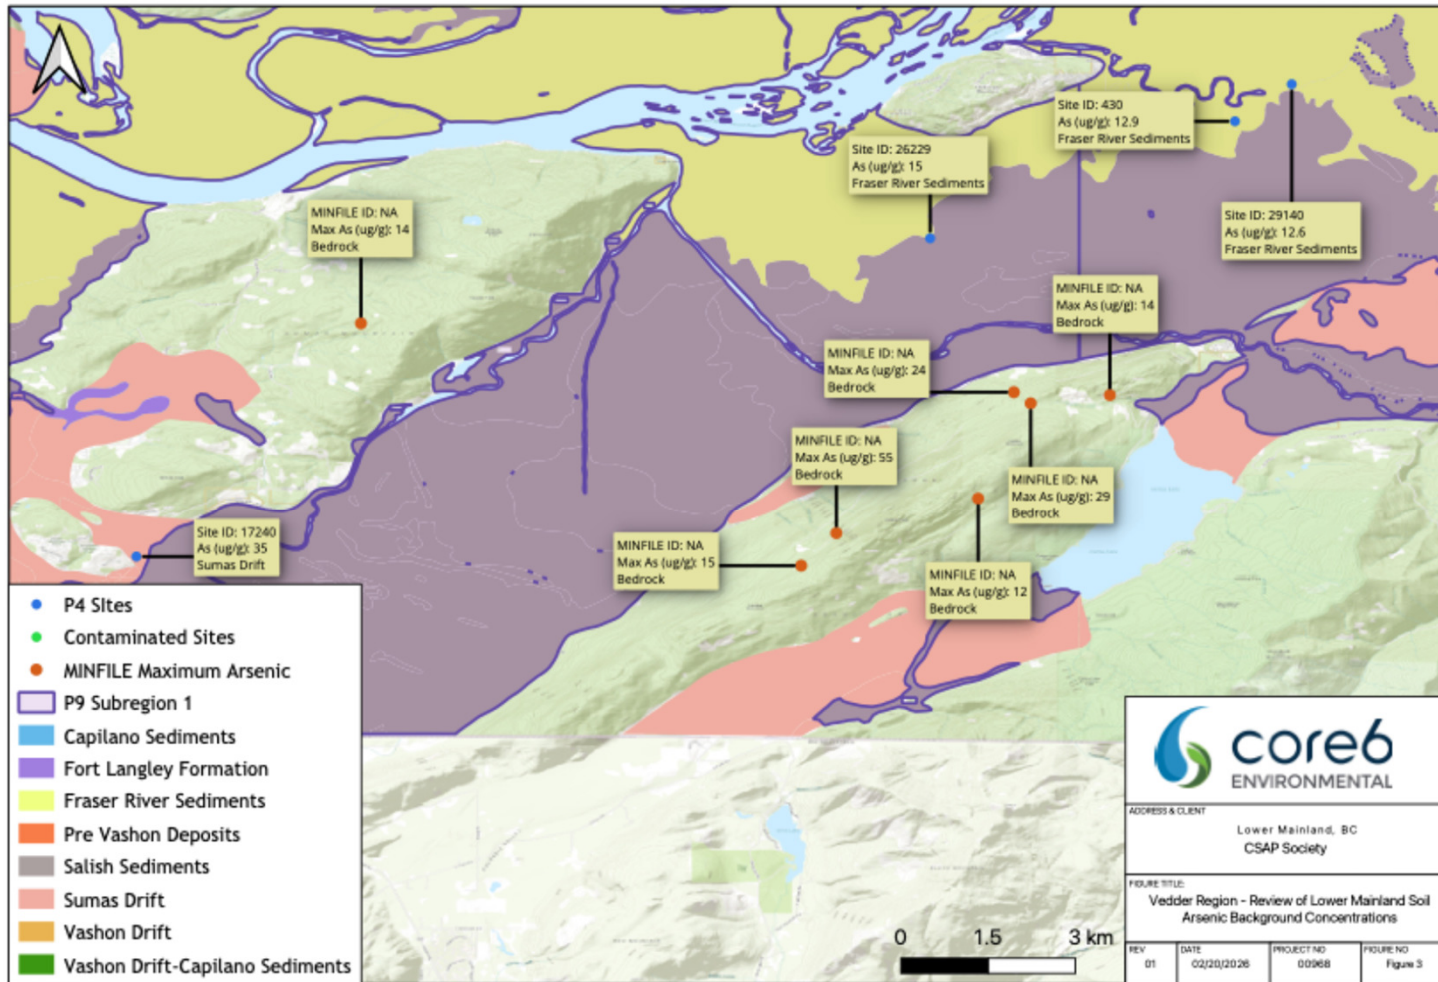 Site ID: 430
As (ug/g): 12.9
Fraser River Sediments
Site ID: 26229
As (ug/g): 15
Fraser River Sediments
MINFILE ID: NA
Max As (ug/g): 14
Bedrock
Site ID: 29140
As (ug/g): 12.6
Fraser River Sediments
MINFILE ID: NA
Max As (ug/g): 14
Bedrock
MINFILE ID: NA
Max As (ug/g): 24
Bedrock
MINFILE ID: NA
Max As (ug/g): 55
Bedrock
MINFILE ID: NA
Max As (ug/g): 29
Bedrock
Site ID: 17240
As (ug/g): 35
Sumas Drift
MINFILE ID: NA
Max As (ug/g): 15
Bedrock
MINFILE ID: NA
Max As (ug/g): 12
Bedrock
P4 SItes
Contaminated Sites
MINFILE Maximum Arsenic
P9 Subregion 1
Capilano Sediments
Fort Langley Formation
Fraser River Sediments
Pre Vashon Deposits
Salish Sediments
Sumas Drift
Vashon Drift
Vashon Drift-Capilano Sediments
0 1.5 3 km
core6
ENVIRONMENTAL
ADDRESS & CLIENT
Lower Mainland, BC
CSAP Society
FIGURE TITLE:
Vedder Region - Review of Lower Mainland Soil
Arsenic Background Concentrations
REV DATE PROJECT NO FIGURE NO
01 02/20/2026 00968 Figure 3